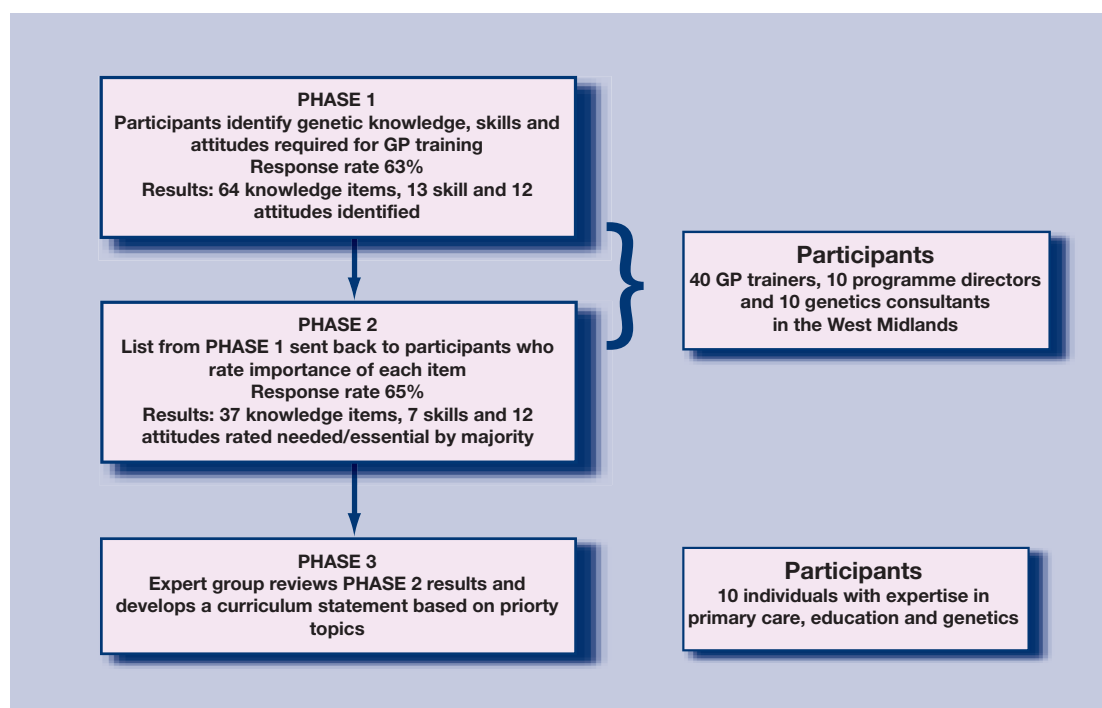 PHASE 1
Participants identify genetic knowledge, skills and
attitudes required for GP training
Response rate 63%
Results: 64 knowledge items, 13 skill and 12
attitudes identified
Participants
40 GP trainers, 10 programme directors
and 10 genetics consultants
in the West Midlands
PHASE 2
List from PHASE 1 sent back to participants who
rate importance of each item
Response rate 65%
Results: 37 knowledge items, 7 skills and 12
attitudes rated needed/essential by majority
PHASE 3
Expert group reviews PHASE 2 results and
develops a curriculum statement based on priorty
topics
Participants
10 individuals with expertise in
primary care, education and genetics